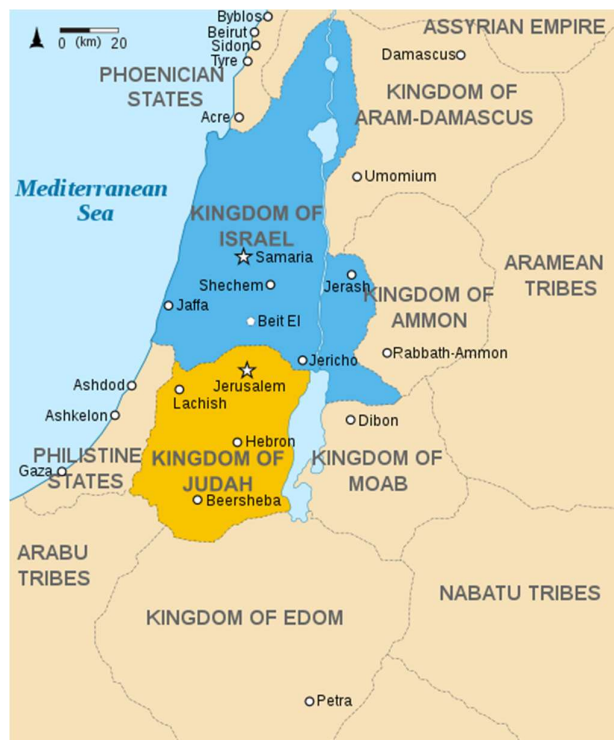 Byblos
Beirut
Sidon
Tyre
ASSYRIAN EMPIRE
0 (km) 20
Damascus
PHOENICIAN
STATES
KINGDOM OF
ARAM-DAMASCUS
Acre
Umomium
Mediterranean
Sea
KINGDOM OF
ISRAEL
Samaria
Shechem
Jerash
ARAMEAN
TRIBES
KINGDOM OF
AMMON
Jaffa
Beit El
Jericho
Rabbath-Ammon
Ashdod
Jerusalem
Lachish
Ashkelon
Dibon
Hebron
PHILISTINE
STATES
Gaza
KINGDOM OF
JUDAH
KINGDOM OF
MOAB
Beersheba
ARABU
TRIBES
NABATU TRIBES
KINGDOM OF EDOM
Petra